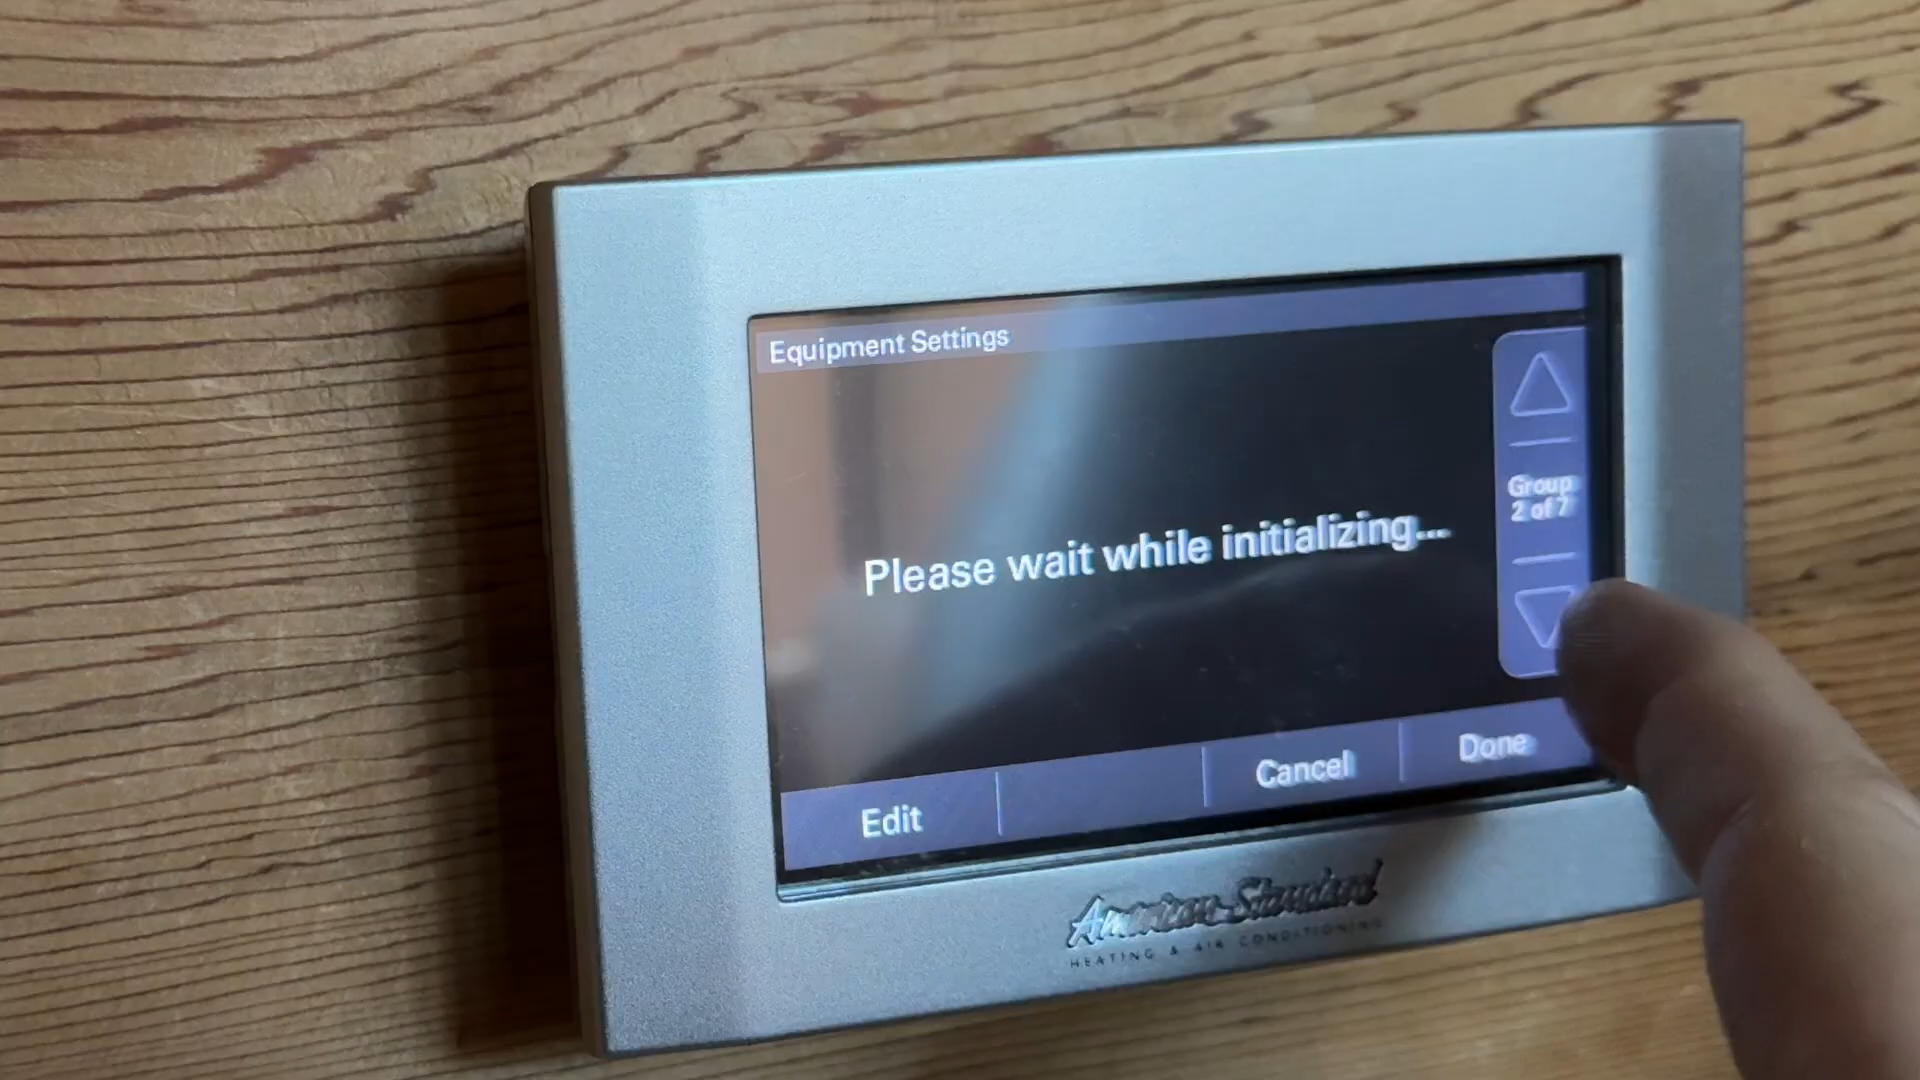 Equipment Settings
Please wait while initializing...
Group
2 of 7
Edit
Cancel
Done
American Standard
HEATING & AIR CONDITIONING